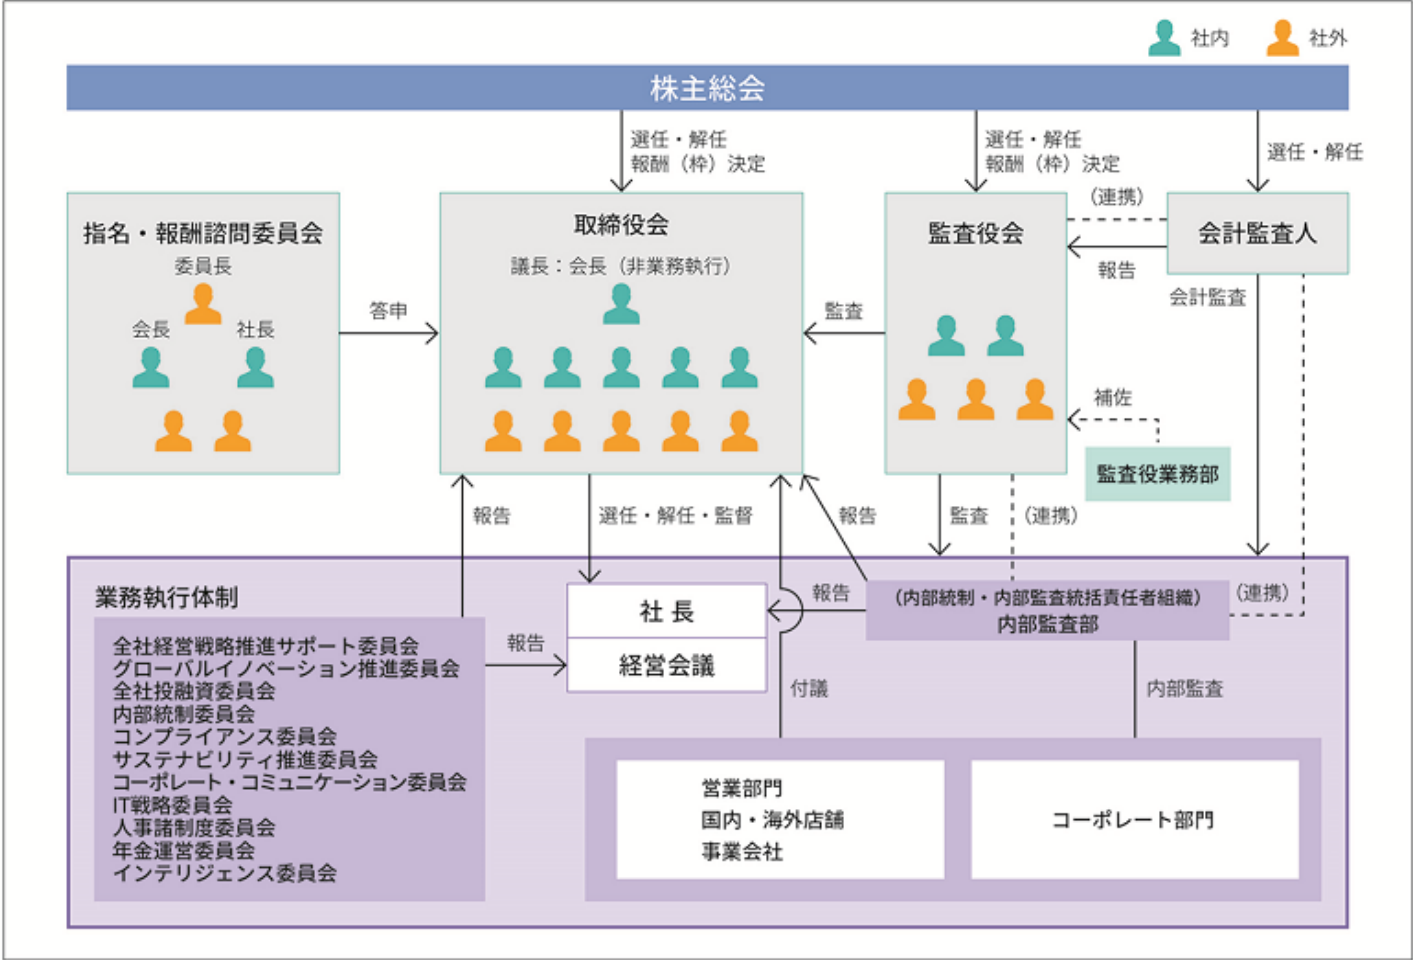 社内
社外
株主総会
選任・解任
報酬（枠）決定
選任・解任
報酬（枠）決定
選任・解任
指名・報酬諮問委員会
委員長
会長
社長
答申
取締役会
議長：会長（非業務執行）
監査
監査役会
（連携）
報告
会計監査人
会計監査
補佐
監査役業務部
報告
選任・解任・監督
報告
監査
（連携）
業務執行体制
全社経営戦略推進サポート委員会
グローバルイノベーション推進委員会
全社投融資委員会
内部統制委員会
コンプライアンス委員会
サステナビリティ推進委員会
コーポレート・コミュニケーション委員会
IT戦略委員会
人事諸制度委員会
年金運営委員会
インテリジェンス委員会
報告
社長
経営会議
報告
（内部統制・内部監査統括責任者組織）
内部監査部
（連携）
付議
内部監査
営業部門
国内・海外店舗
事業会社
コーポレート部門